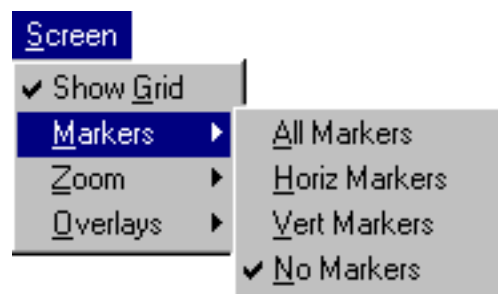 Screen
Show Grid
Markers
Zoom
Overlays
All Markers
Horiz Markers
Vert Markers
No Markers